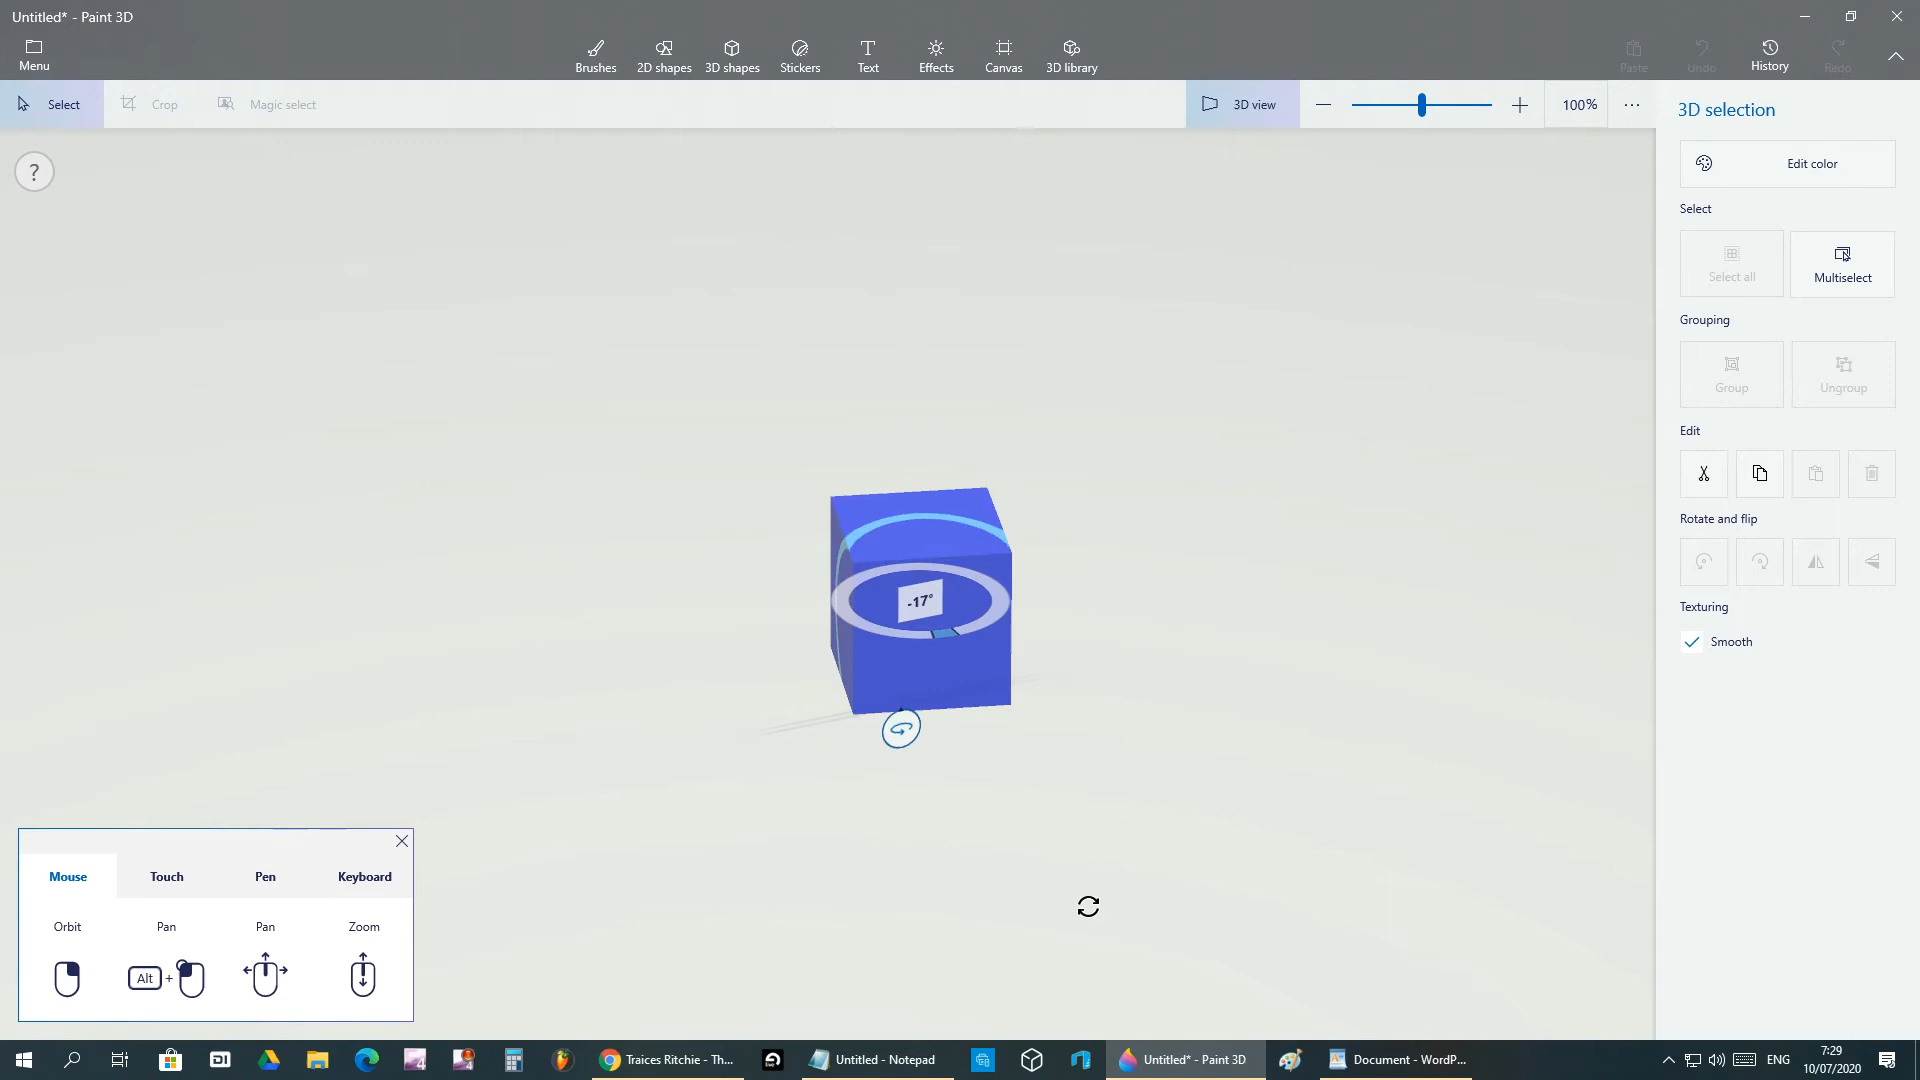 Untitled* - Paint 3D
Menu
Brushes
2D shapes
3D shapes
Stickers
Text
Effects
Canvas
3D library
Paste
Undo
History
Redo
Select
Crop
Magic select
3D view
100%
?
3D selection
Edit color
Select
Select all
Multiselect
Grouping
Group
Ungroup
Edit
Rotate and flip
Texturing
Smooth
-17°
Mouse
Touch
Pen
Keyboard
Orbit
Pan
Pan
Zoom
Alt +
DI
Traices Ritchie - Th...
Untitled - Notepad
Untitled* - Paint 3D
Document - WordP...
ENG
7:29
10/07/2020